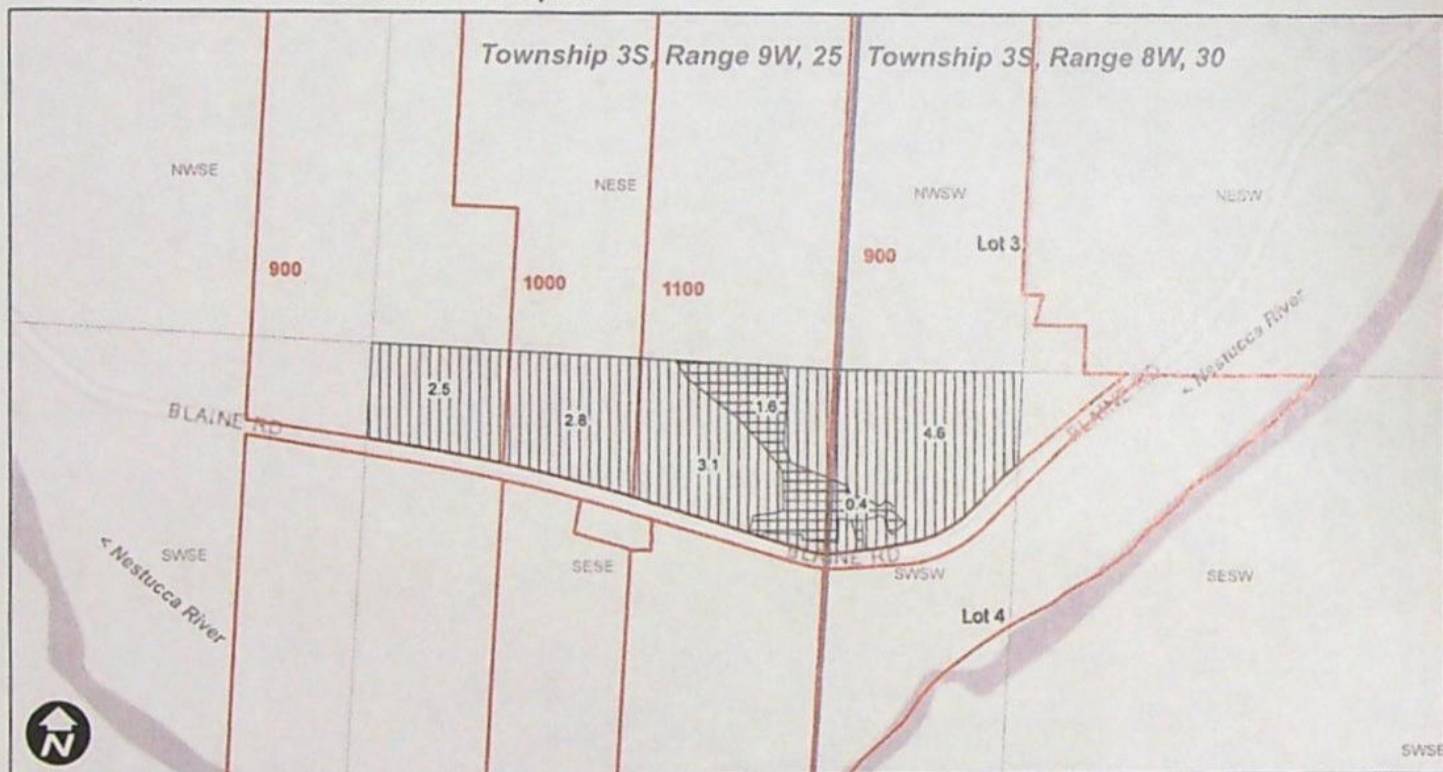 Township 3S, Range 9W, 25
Township 3S, Range 8W, 30
NWSE
NESE
NWSW
NESW
Lot 3
900
1000
1100
900
< Nestucca River
2.5
2.8
1.6
4.6
3.1
0.4
BLAINE RD
BLAINE RD
BLAINE RD
SWSE
< Nestucca River
SESE
SWSW
SESW
Lot 4
N
SWSE